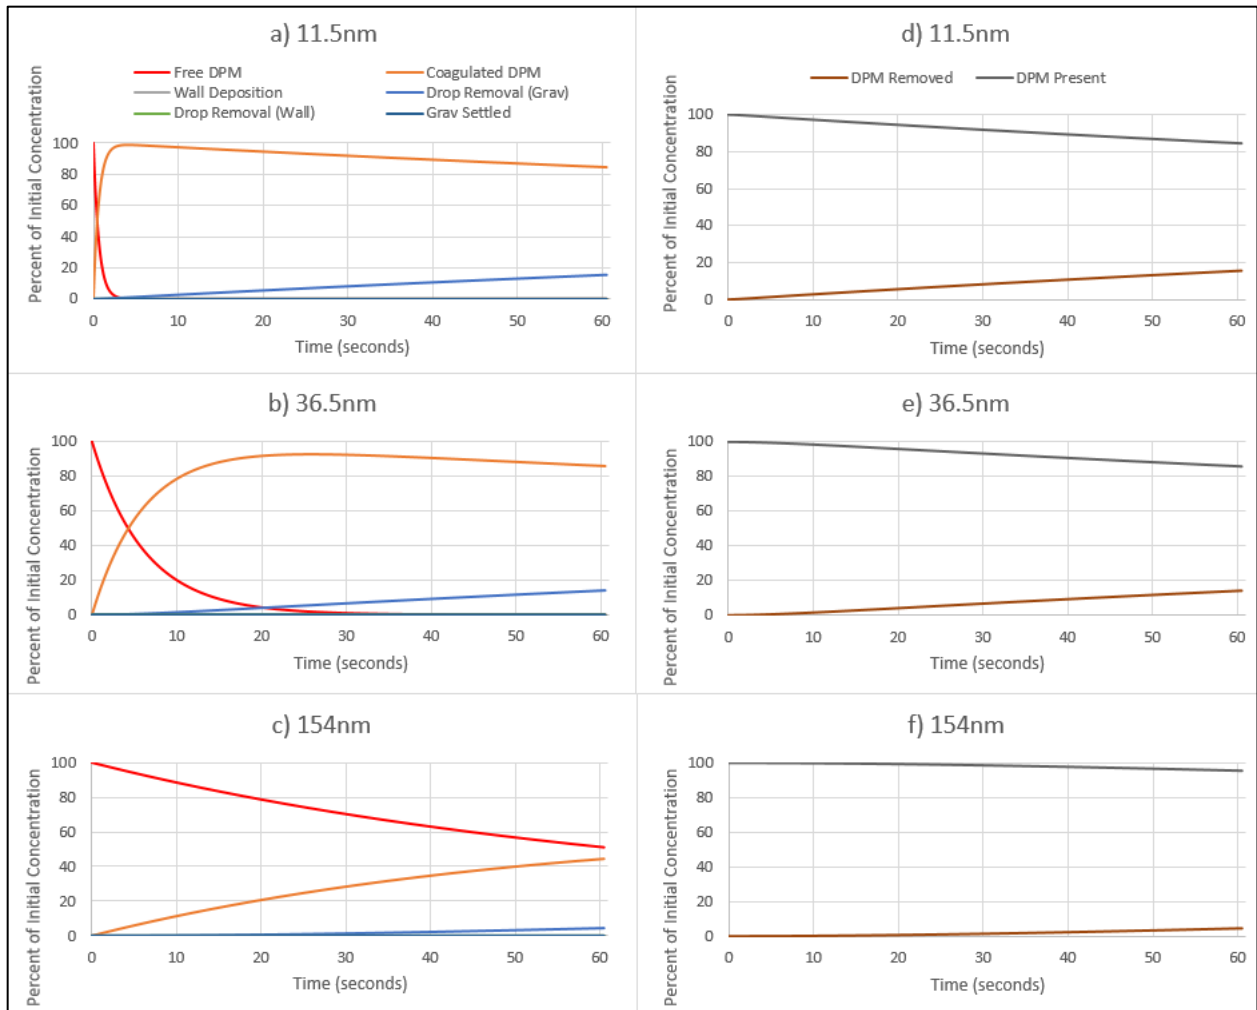 a) 11.5nm
Free DPM
Coagulated DPM
Wall Deposition
Drop Removal (Grav)
Drop Removal (Wall)
Grav Settled
Percent of Initial Concentration
100
80
60
40
20
0
0 10 20 30 40 50 60
Time (seconds)
d) 11.5nm
DPM Removed
DPM Present
Percent of Initial Concentration
100
80
60
40
20
0
0 10 20 30 40 50 60
Time (seconds)
b) 36.5nm
Percent of Initial Concentration
100
80
60
40
20
0
0 10 20 30 40 50 60
Time (seconds)
e) 36.5nm
Percent of Initial Concentration
100
80
60
40
20
0
0 10 20 30 40 50 60
Time (seconds)
c) 154nm
Percent of Initial Concentration
100
80
60
40
20
0
0 10 20 30 40 50 60
Time (seconds)
f) 154nm
Percent of Initial Concentration
100
80
60
40
20
0
0 10 20 30 40 50 60
Time (seconds)